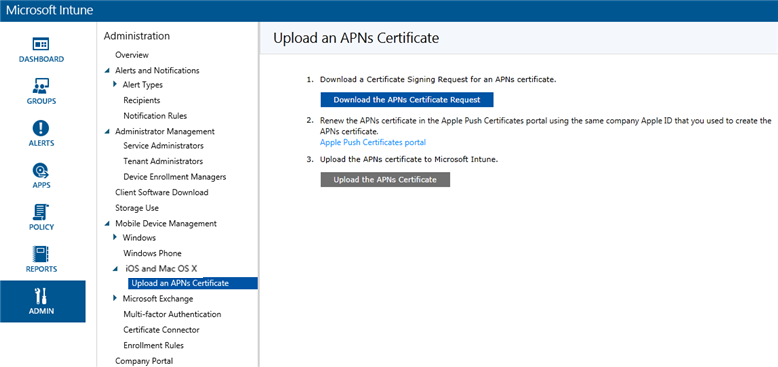 Microsoft Intune
DASHBOARD
GROUPS
ALERTS
APPS
POLICY
REPORTS
ADMIN
Administration
Overview
Alerts and Notifications
Alert Types
Recipients
Notification Rules
Administrator Management
Service Administrators
Tenant Administrators
Device Enrollment Managers
Client Software Download
Storage Use
Mobile Device Management
Windows
Windows Phone
iOS and Mac OS X
Upload an APNs Certificate
Microsoft Exchange
Multi-factor Authentication
Certificate Connector
Enrollment Rules
Company Portal
Upload an APNs Certificate
1. Download a Certificate Signing Request for an APNs certificate.
Download the APNs Certificate Request
2. Renew the APNs certificate in the Apple Push Certificates portal using the same company Apple ID that you used to create the
APNs certificate.
Apple Push Certificates portal
3. Upload the APNs certificate to Microsoft Intune.
Upload the APNs Certificate